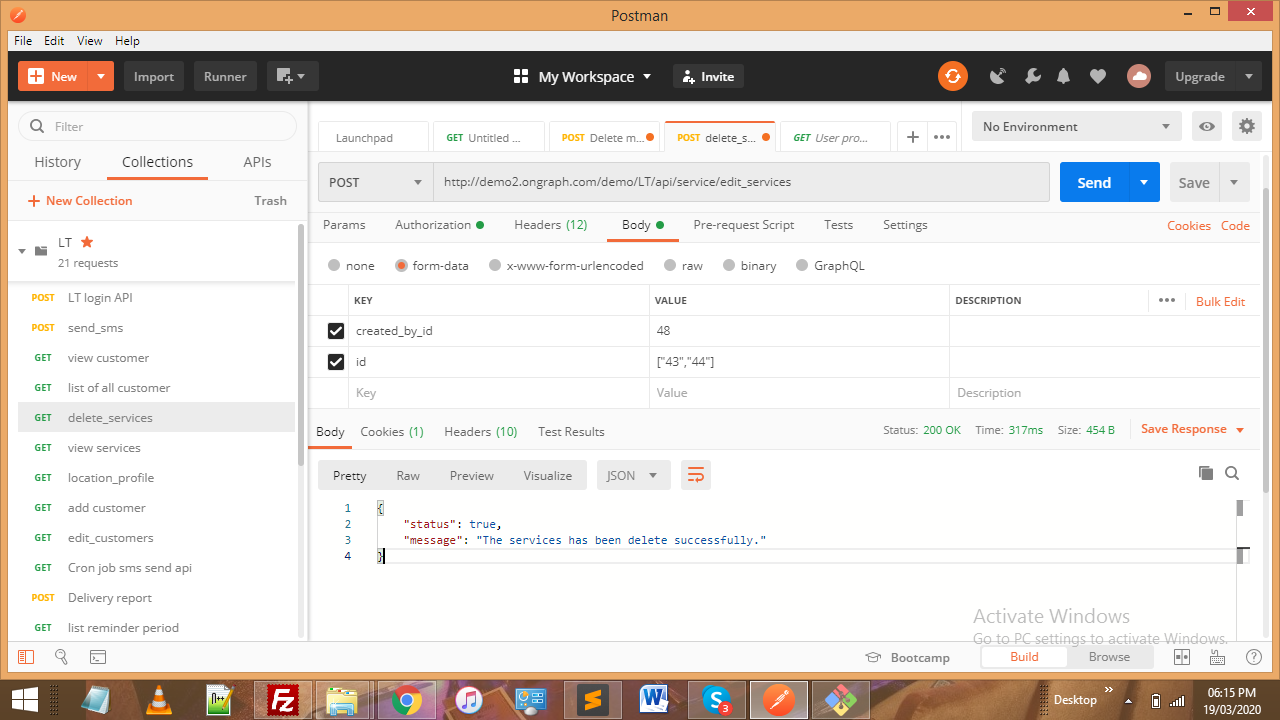 Postman
File Edit View Help
New Import Runner My Workspace Invite Upgrade
Filter
History Collections APIs
New Collection Trash
LT
21 requests
POST LT login API
POST send_sms
GET view customer
GET list of all customer
GET delete_services
GET view services
GET location_profile
GET add customer
GET edit_customers
GET Cron job sms send api
POST Delivery report
GET list reminder period
Launchpad GET Untitled ... POST Delete m... POST delete_s... GET User pro... No Environment
POST http://demo2.ongraph.com/demo/LT/api/service/edit_services Send Save
Params Authorization Headers (12) Body Pre-request Script Tests Settings Cookies Code
none form-data x-www-form-urlencoded raw binary GraphQL
KEY VALUE DESCRIPTION Bulk Edit
created_by_id 48
id ["43","44"]
Key Value Description
Body Cookies (1) Headers (10) Test Results Status: 200 OK Time: 317ms Size: 454 B Save Response
Pretty Raw Preview Visualize JSON
1 {
2 "status": true,
3 "message": "The services has been delete successfully."
4 }
Activate Windows
Go to PC settings to activate Windows.
Bootcamp Build Browse
Desktop
3
06:15 PM
19/03/2020